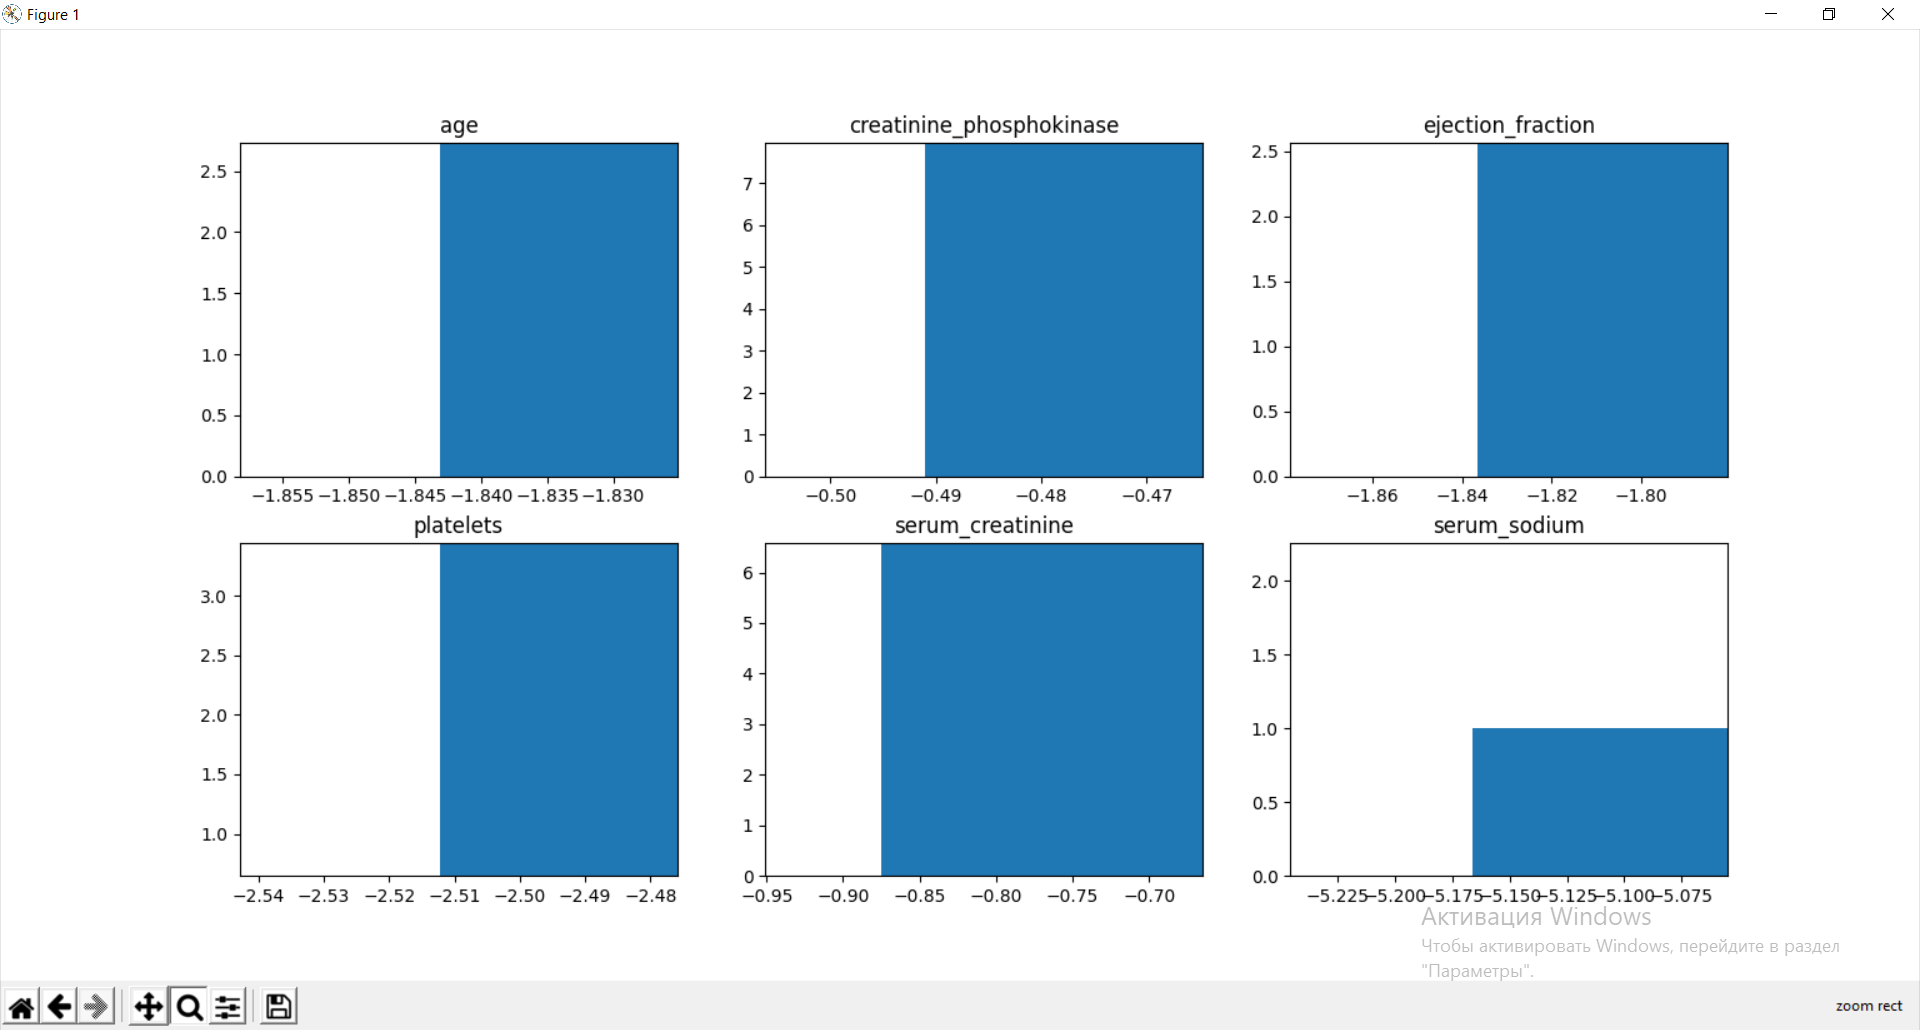 Figure 1
age
creatinine_phosphokinase
ejection_fraction
2.5
2.0
1.5
1.0
0.5
0.0
−1.855 −1.850 −1.845 −1.840 −1.835 −1.830
7
6
5
4
3
2
1
0
−0.50 −0.49 −0.48 −0.47
2.5
2.0
1.5
1.0
0.5
0.0
−1.86 −1.84 −1.82 −1.80
platelets
serum_creatinine
serum_sodium
3.0
2.5
2.0
1.5
1.0
−2.54 −2.53 −2.52 −2.51 −2.50 −2.49 −2.48
6
5
4
3
2
1
0
−0.95 −0.90 −0.85 −0.80 −0.75 −0.70
2.0
1.5
1.0
0.5
0.0
−5.225 −5.200 −5.175 −5.150 −5.125 −5.100 −5.075
Активация Windows
Чтобы активировать Windows, перейдите в раздел
"Параметры".
zoom rect